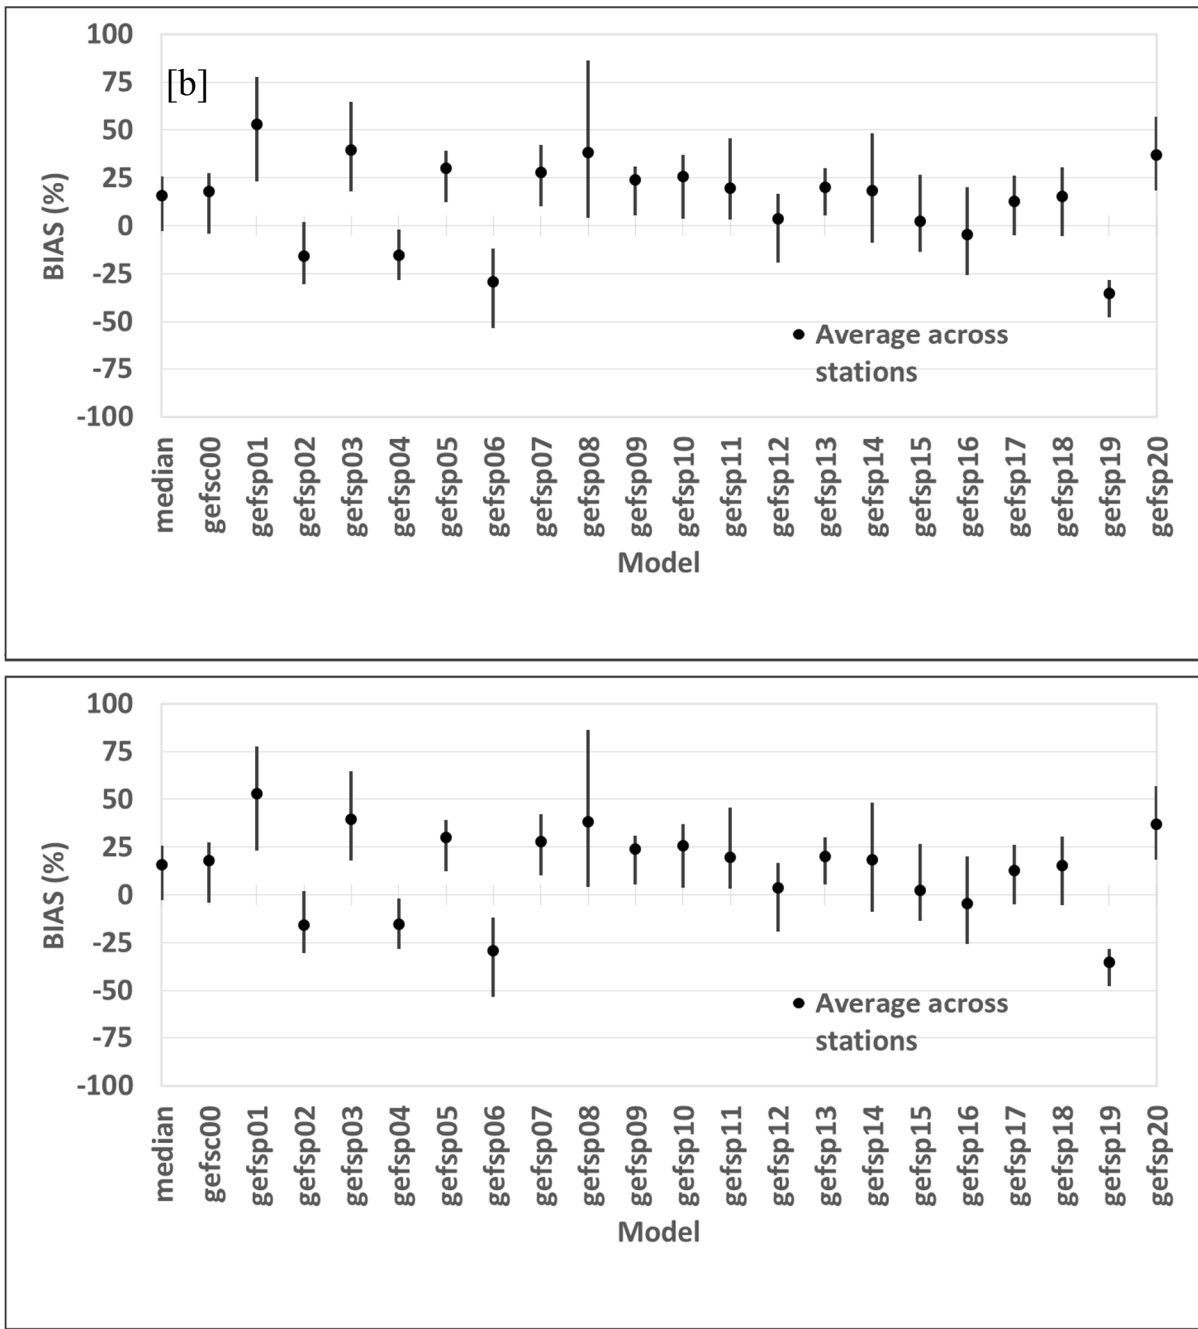 100
[b]
75
50
25
0
-25
-50
-75
-100
BIAS (%)
Average across
stations
median
gefsc00
gefsp01
gefsp02
gefsp03
gefsp04
gefsp05
gefsp06
gefsp07
gefsp08
gefsp09
gefsp10
gefsp11
gefsp12
gefsp13
gefsp14
gefsp15
gefsp16
gefsp17
gefsp18
gefsp19
gefsp20
Model
100
75
50
25
0
-25
-50
-75
-100
BIAS (%)
Average across
stations
median
gefsc00
gefsp01
gefsp02
gefsp03
gefsp04
gefsp05
gefsp06
gefsp07
gefsp08
gefsp09
gefsp10
gefsp11
gefsp12
gefsp13
gefsp14
gefsp15
gefsp16
gefsp17
gefsp18
gefsp19
gefsp20
Model